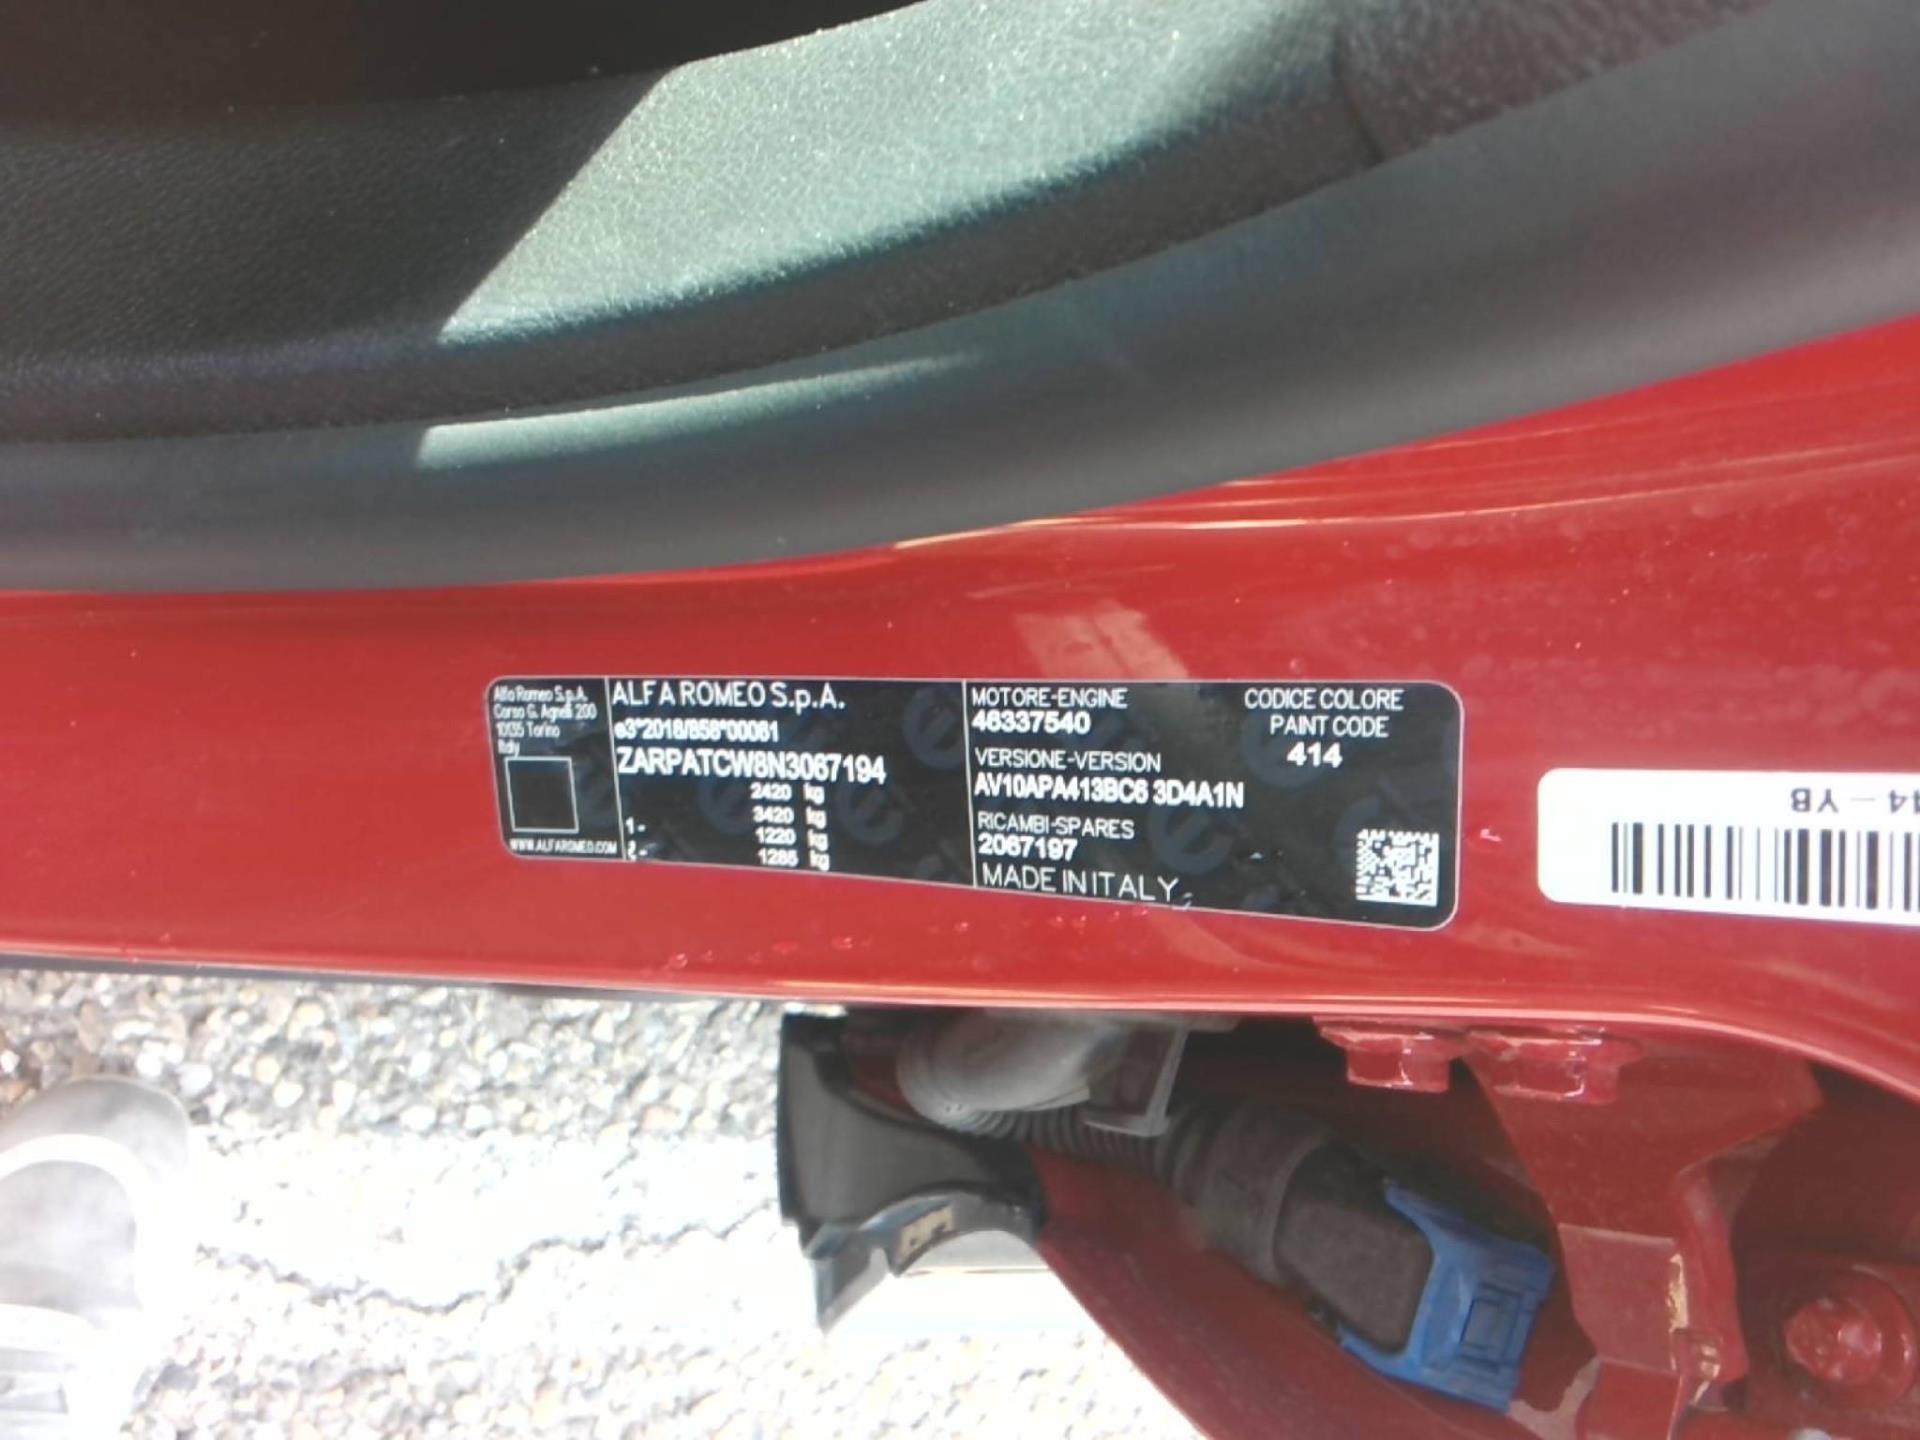 Alfa Romeo S.p.A.
Corso G. Agnelli 200
10135 Torino
Italy
WWW.ALFAROMEO.COM
ALFA ROMEO S.p.A.
e3*2018/858*00061
ZARPATCW8N3067194
2420 kg
3420 kg
1- 1220 kg
2- 1285 kg
MOTORE-ENGINE
46337540
VERSIONE-VERSION
AV10APA413BC6 3D4A1N
RICAMBI-SPARES
2067197
MADE IN ITALY
CODICE COLORE
PAINT CODE
414
44-YB